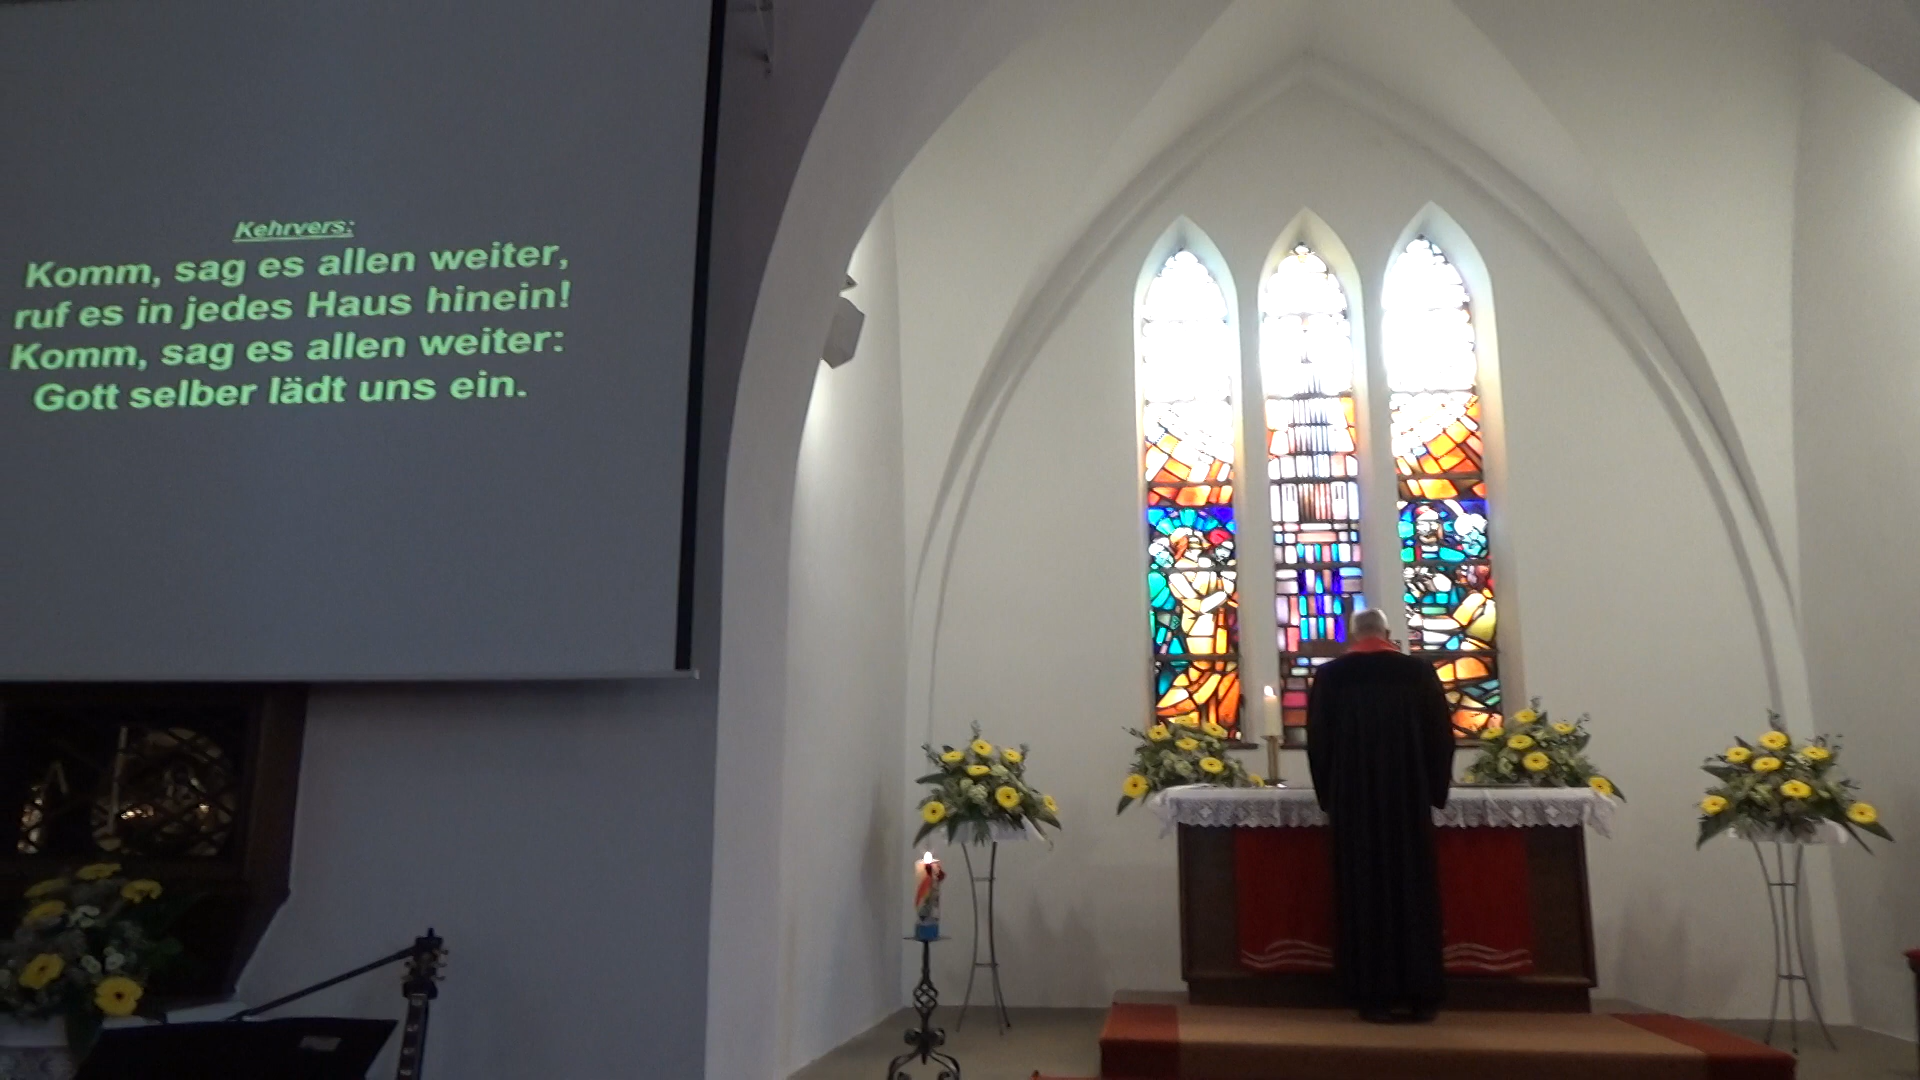 Kehrvers:
Komm, sag es allen weiter,
ruf es in jedes Haus hinein!
Komm, sag es allen weiter:
Gott selber lädt uns ein.